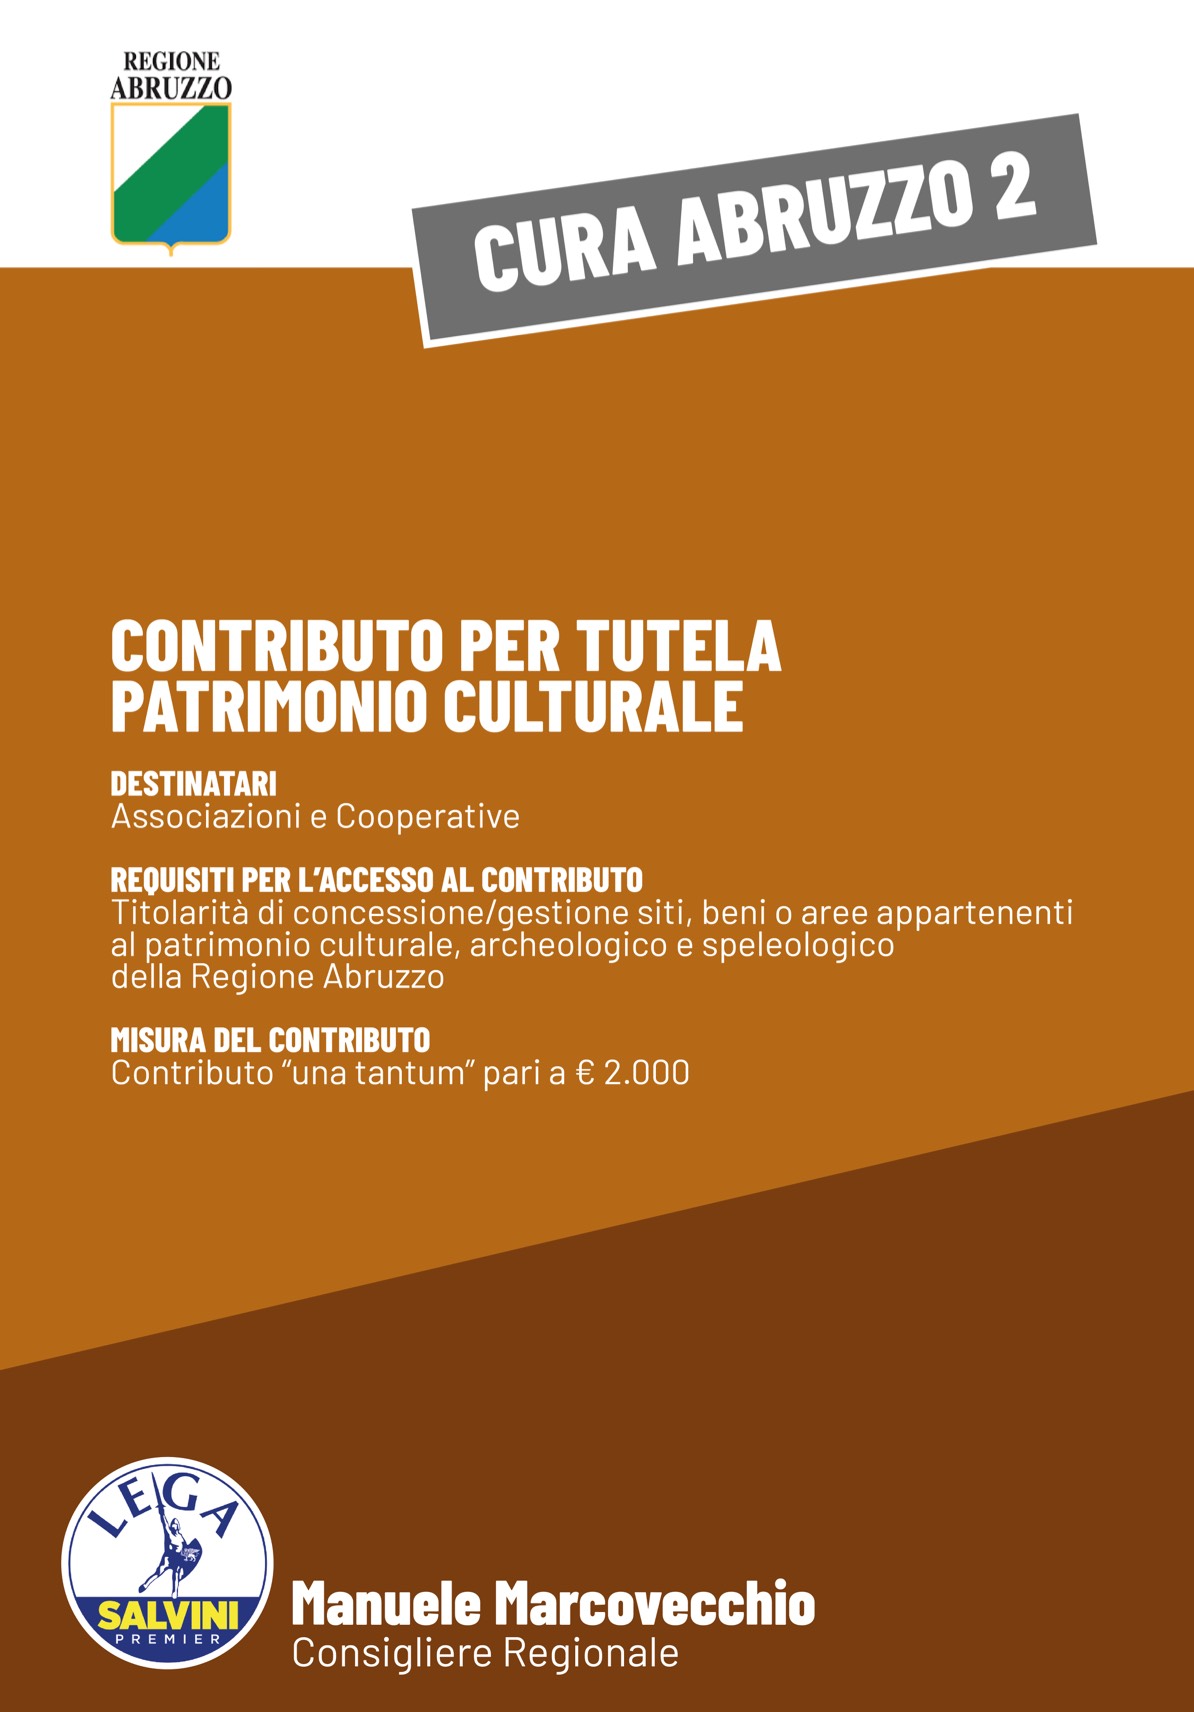 REGIONE
ABRUZZO
CURA ABRUZZO 2
CONTRIBUTO PER TUTELA
PATRIMONIO CULTURALE
DESTINATARI
Associazioni e Cooperative
REQUISITI PER L’ACCESSO AL CONTRIBUTO
Titolarità di concessione/gestione siti, beni o aree appartenenti
al patrimonio culturale, archeologico e speleologico
della Regione Abruzzo
MISURA DEL CONTRIBUTO
Contributo “una tantum” pari a € 2.000
LEGA
SALVINI
PREMIER
Manuele Marcovecchio
Consigliere Regionale